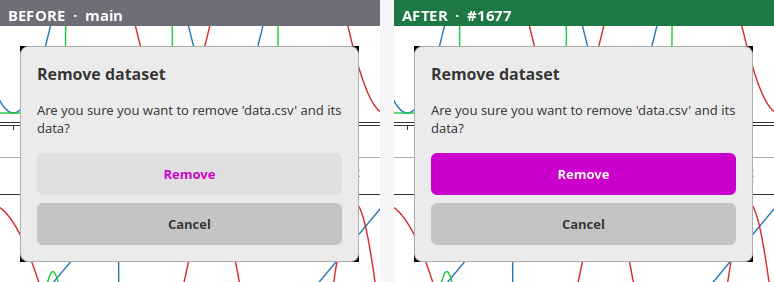 BEFORE · main
Remove dataset
Are you sure you want to remove 'data.csv' and its
data?
Remove
Cancel
AFTER · #1677
Remove dataset
Are you sure you want to remove 'data.csv' and its
data?
Remove
Cancel